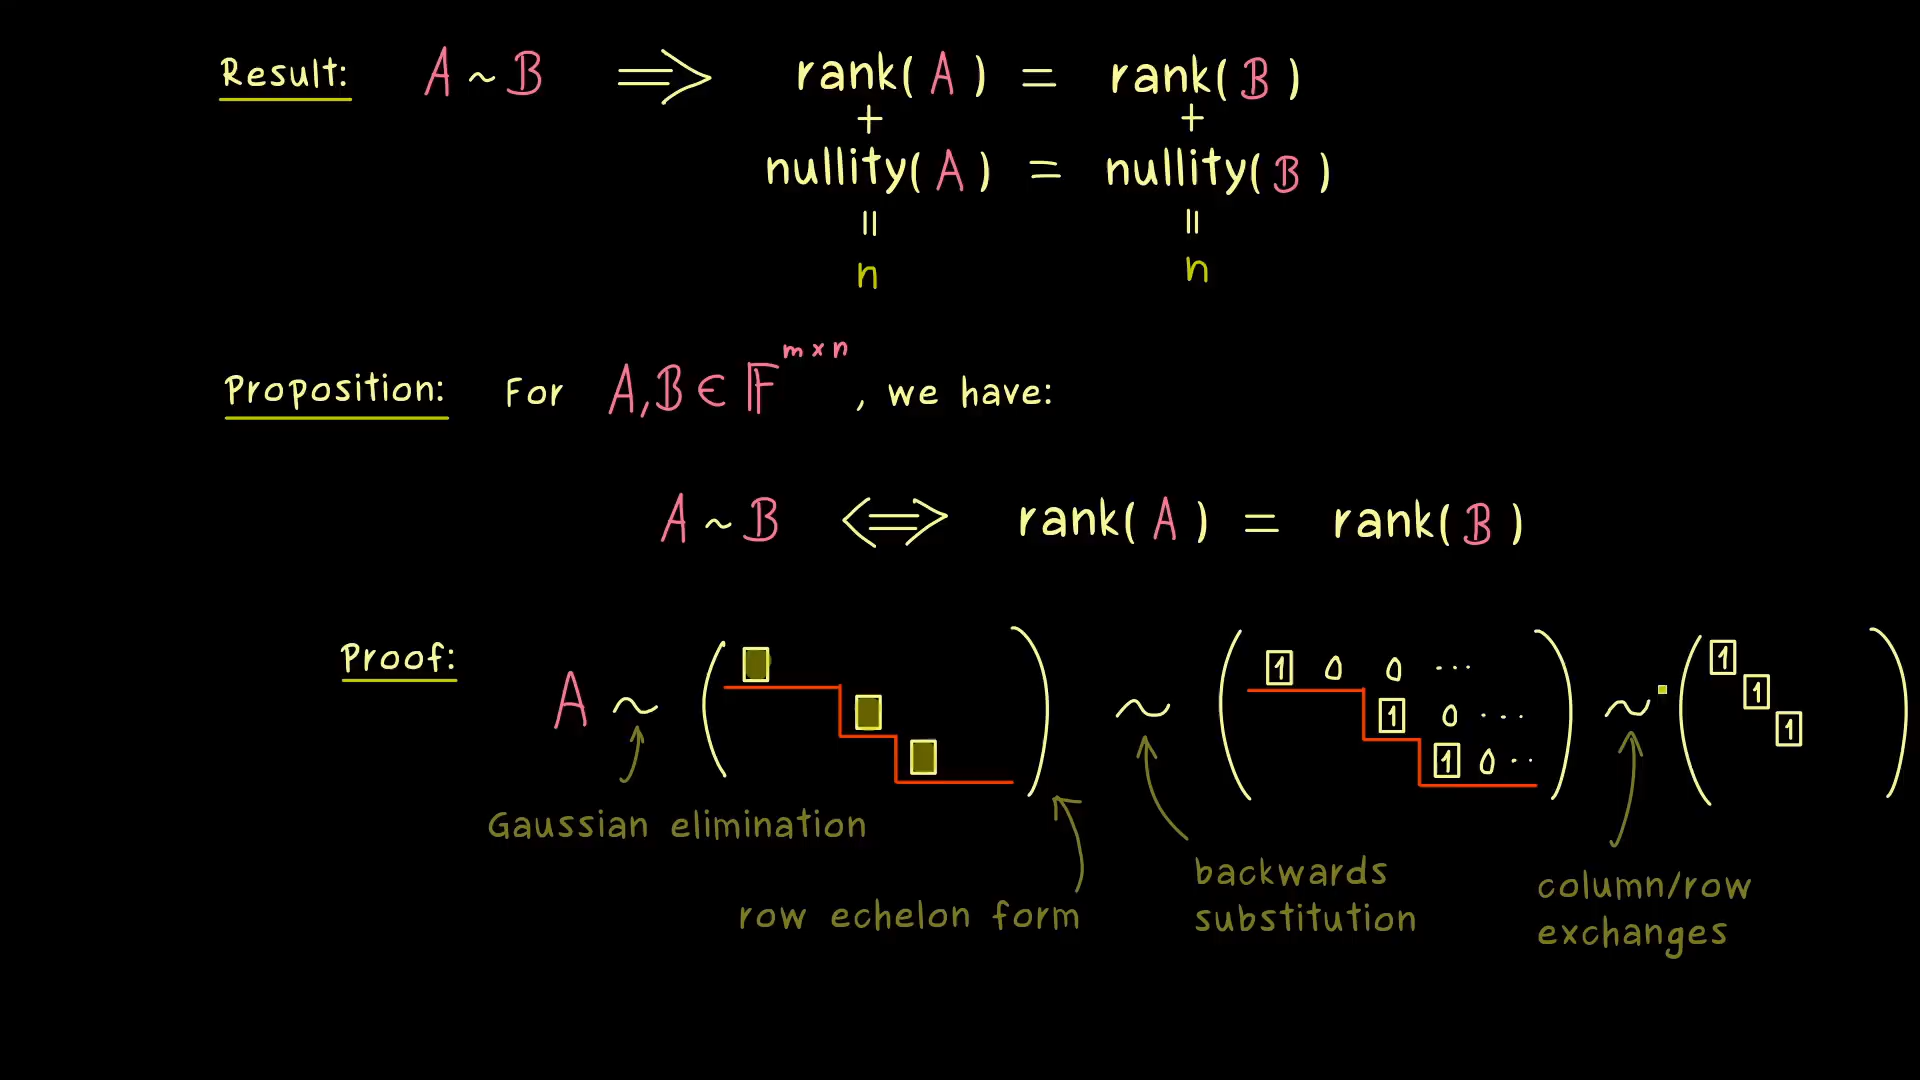 Result: A ~ B ⟹ rank(A) = rank(B)
+ +
nullity(A) = nullity(B)
= =
n n
Proposition: For A, B ∈ 𝔽^{m×n}, we have:
A ~ B ⟺ rank(A) = rank(B)
Proof:
A ~ ( ) ~ ( 1 0 0 ··· ) ~ ( 1 )
1 0 ··· 1
1 0 ·· 1
Gaussian elimination
row echelon form
backwards
substitution
column/row
exchanges